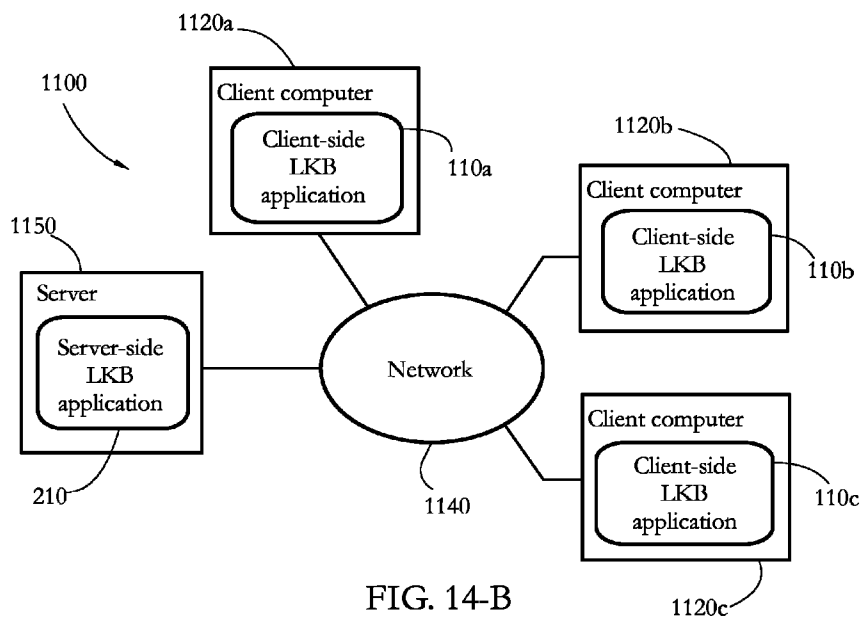 1120a
1100
Client computer
Client-side
LKB
application
110a
1120b
Client computer
Client-side
LKB
application
110b
1150
Server
Server-side
LKB
application
210
Network
1140
Client computer
Client-side
LKB
application
110c
1120c
FIG. 14-B